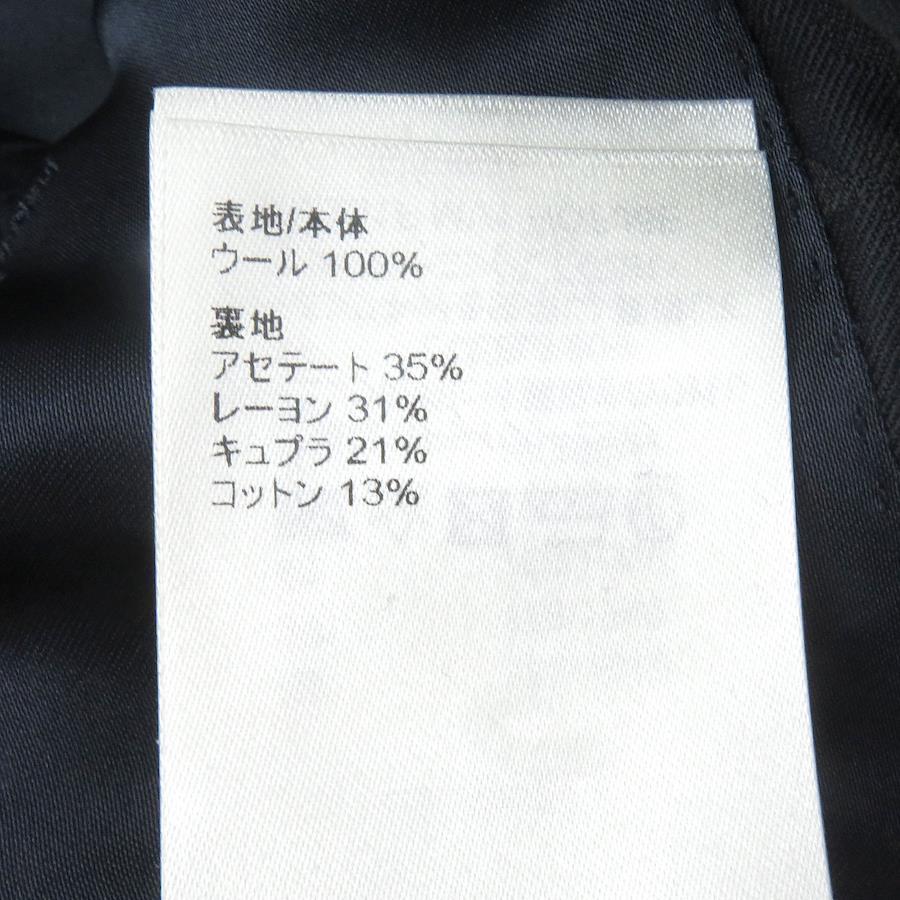 表地/本体
ウール 100%
裏地
アセテート 35%
レーヨン 31%
キュプラ 21%
コットン 13%